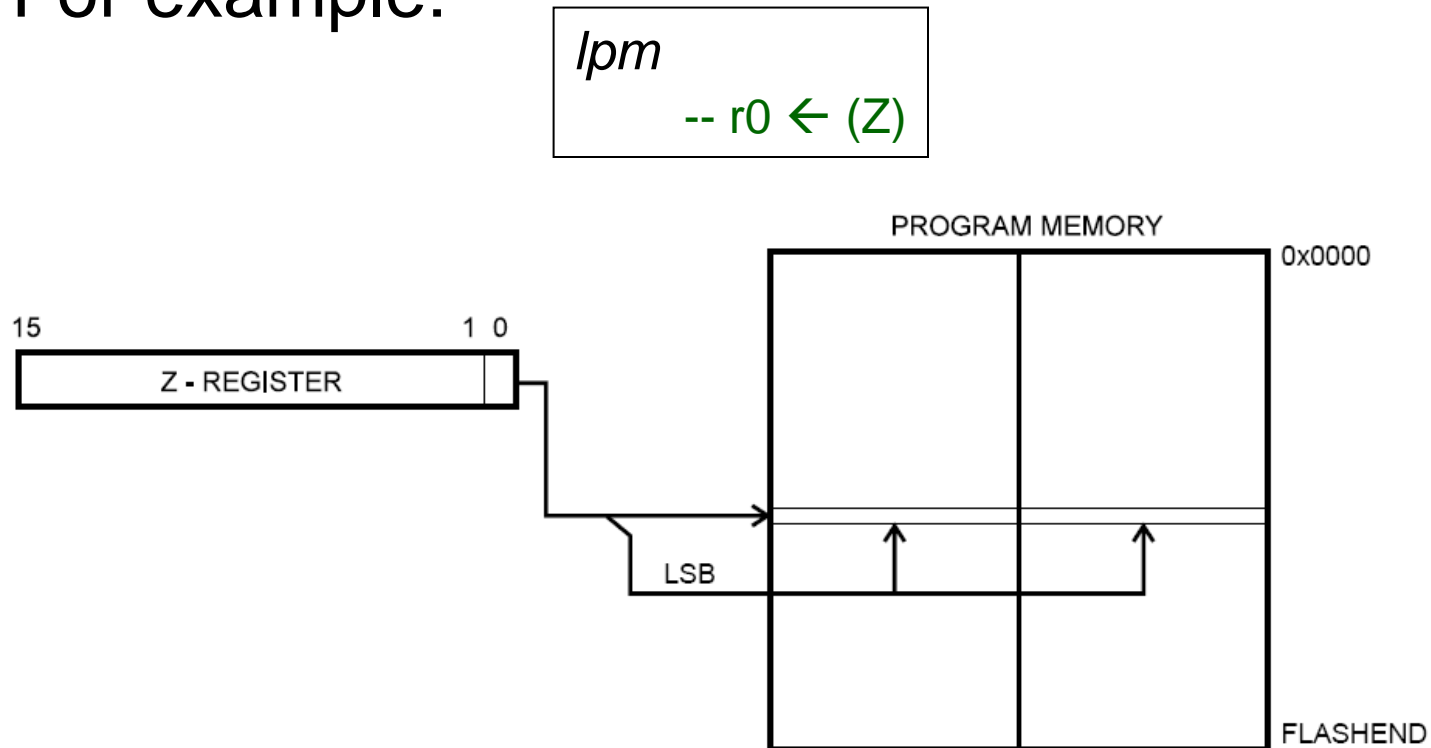 For example:
lpm
-- r0 ← (Z)
PROGRAM MEMORY
0x0000
15 1 0
Z - REGISTER
LSB
FLASHEND